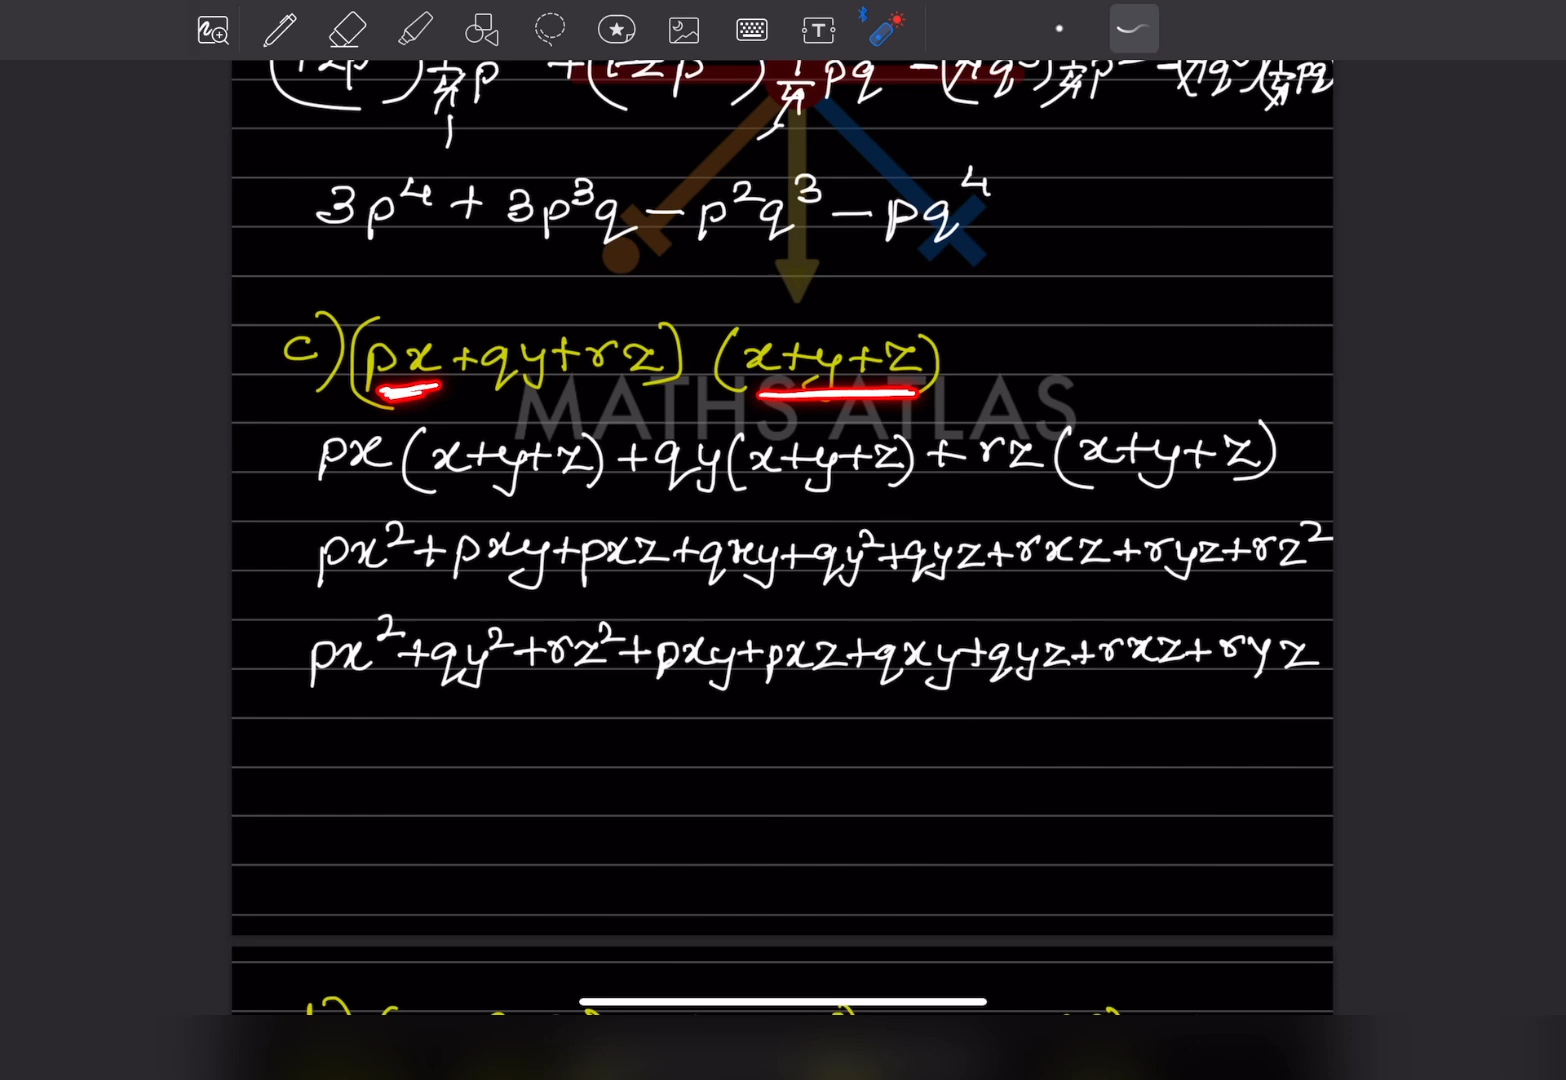 3p⁴ + 3p³q − p²q³ − pq⁴
c) (px+qy+rz) (x+y+z)
MATHS ATLAS
px(x+y+z)+qy(x+y+z)+rz(x+y+z)
px²+pxy+pxz+qxy+qy²+qyz+rxz+ryz+rz²
px²+qy²+rz²+pxy+pxz+qxy+qyz+rxz+ryz